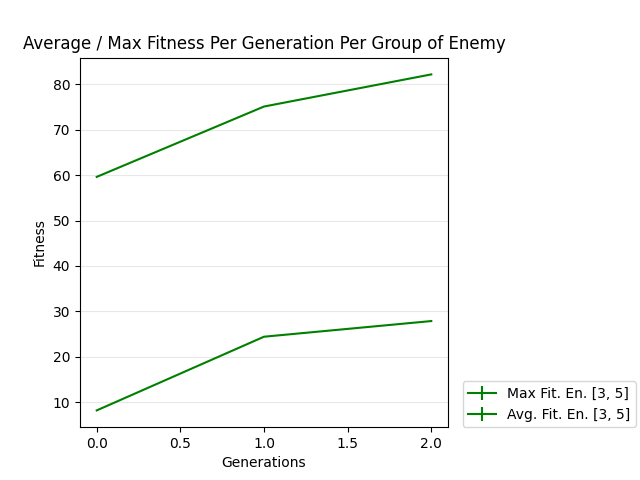 Average / Max Fitness Per Generation Per Group of Enemy
80
70
60
50
40
30
20
10
Fitness
0.0 0.5 1.0 1.5 2.0
Generations
Max Fit. En. [3, 5]
Avg. Fit. En. [3, 5]